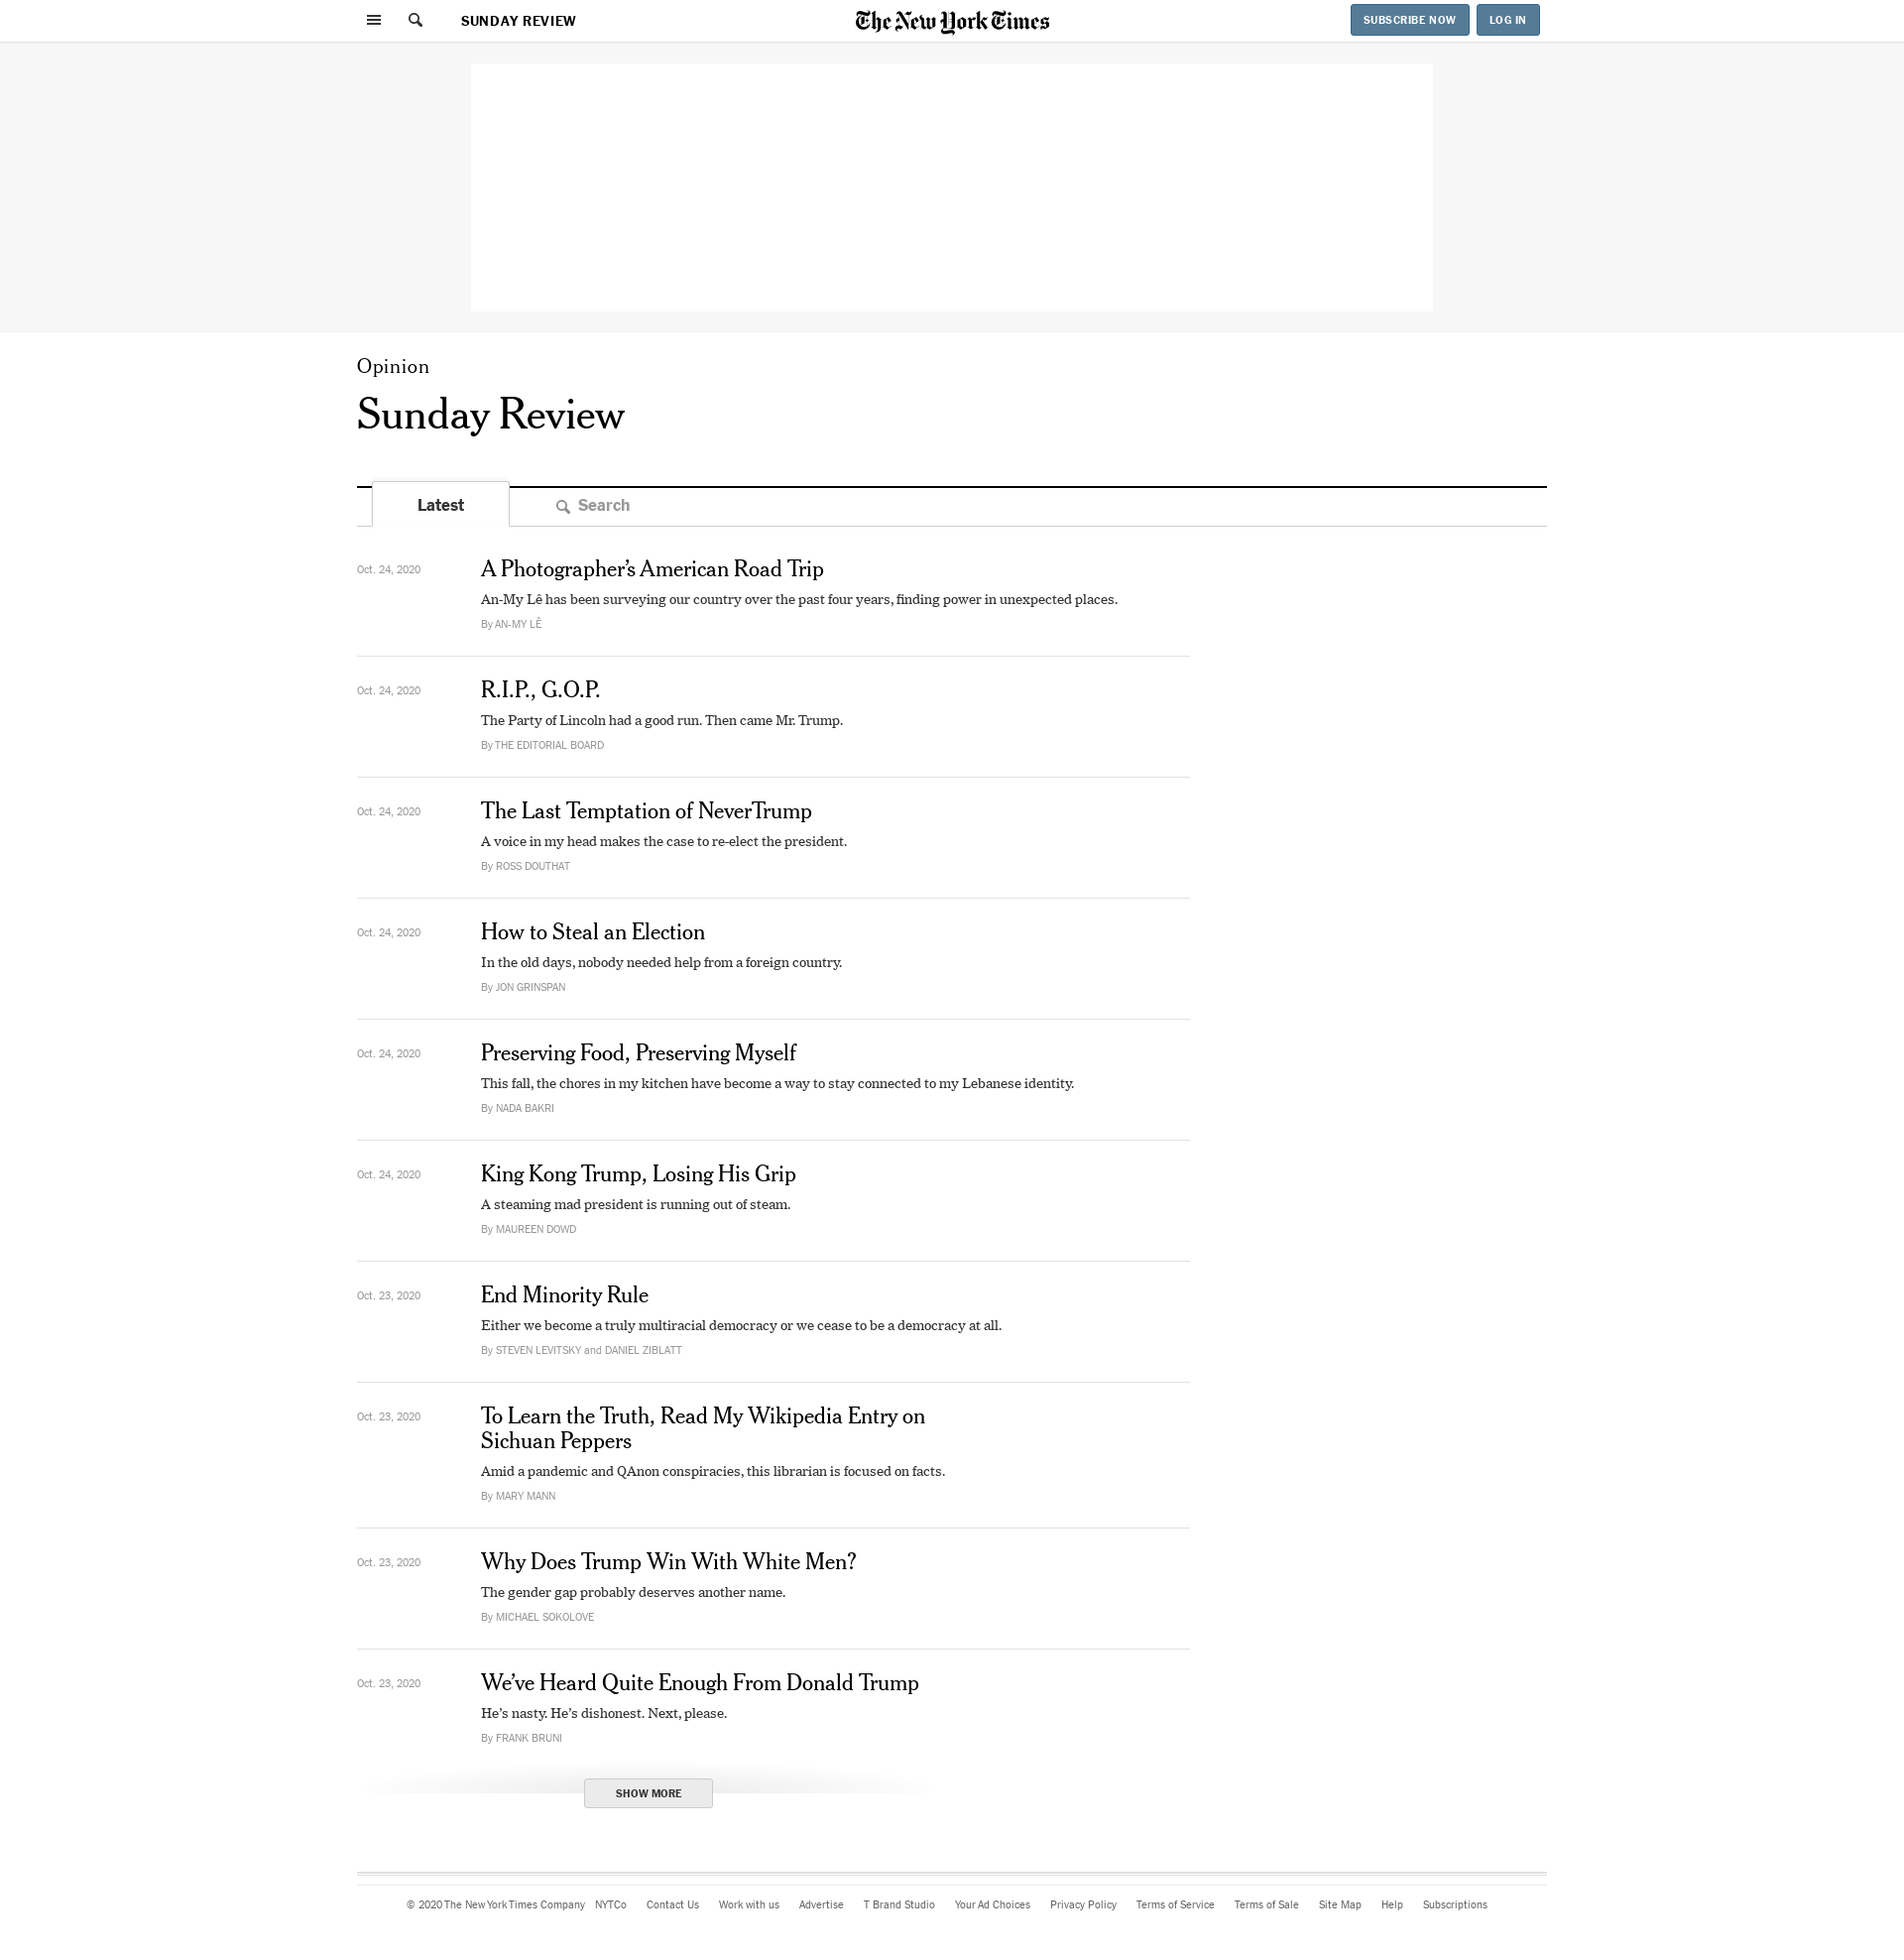 SUNDAY REVIEW
The New York Times
SUBSCRIBE NOW
LOG IN
Opinion
Sunday Review
Latest
Search
Oct. 24, 2020
A Photographer’s American Road Trip
An-My Lê has been surveying our country over the past four years, finding power in unexpected places.
By AN-MY LÊ
Oct. 24, 2020
R.I.P., G.O.P.
The Party of Lincoln had a good run. Then came Mr. Trump.
By THE EDITORIAL BOARD
Oct. 24, 2020
The Last Temptation of NeverTrump
A voice in my head makes the case to re-elect the president.
By ROSS DOUTHAT
Oct. 24, 2020
How to Steal an Election
In the old days, nobody needed help from a foreign country.
By JON GRINSPAN
Oct. 24, 2020
Preserving Food, Preserving Myself
This fall, the chores in my kitchen have become a way to stay connected to my Lebanese identity.
By NADA BAKRI
Oct. 24, 2020
King Kong Trump, Losing His Grip
A steaming mad president is running out of steam.
By MAUREEN DOWD
Oct. 23, 2020
End Minority Rule
Either we become a truly multiracial democracy or we cease to be a democracy at all.
By STEVEN LEVITSKY and DANIEL ZIBLATT
Oct. 23, 2020
To Learn the Truth, Read My Wikipedia Entry on
Sichuan Peppers
Amid a pandemic and QAnon conspiracies, this librarian is focused on facts.
By MARY MANN
Oct. 23, 2020
Why Does Trump Win With White Men?
The gender gap probably deserves another name.
By MICHAEL SOKOLOVE
Oct. 23, 2020
We’ve Heard Quite Enough From Donald Trump
He’s nasty. He’s dishonest. Next, please.
By FRANK BRUNI
SHOW MORE
© 2020 The New York Times Company NYTCo Contact Us Work with us Advertise T Brand Studio Your Ad Choices Privacy Policy Terms of Service Terms of Sale Site Map Help Subscriptions